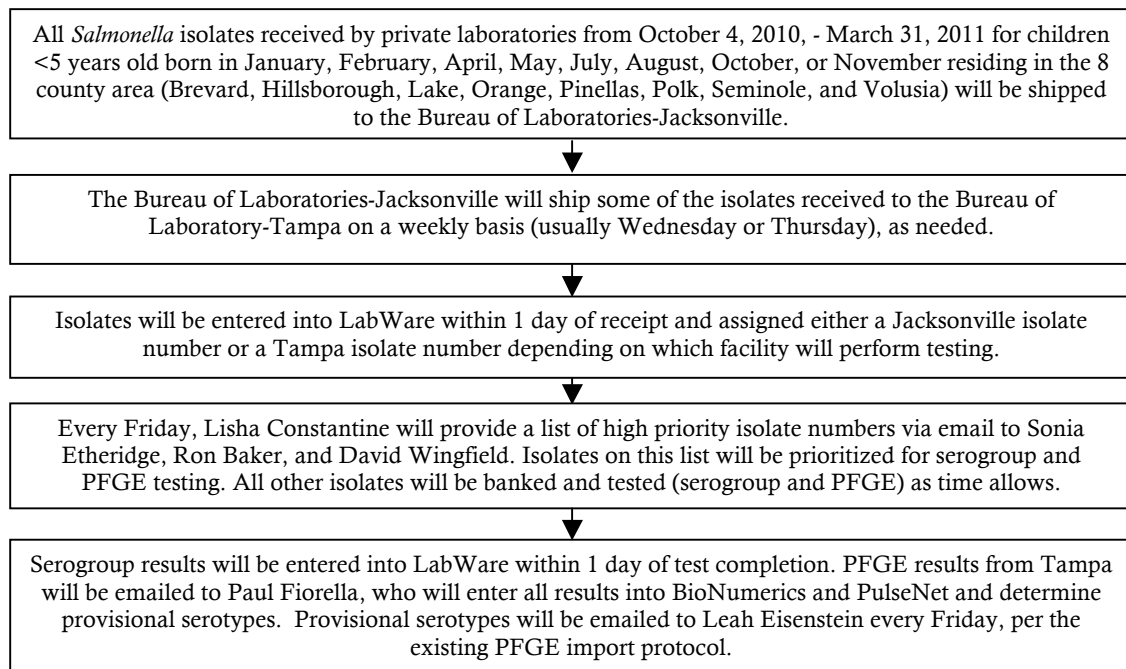 All Salmonella isolates received by private laboratories from October 4, 2010, - March 31, 2011 for children
<5 years old born in January, February, April, May, July, August, October, or November residing in the 8
county area (Brevard, Hillsborough, Lake, Orange, Pinellas, Polk, Seminole, and Volusia) will be shipped
to the Bureau of Laboratories-Jacksonville.
The Bureau of Laboratories-Jacksonville will ship some of the isolates received to the Bureau of
Laboratory-Tampa on a weekly basis (usually Wednesday or Thursday), as needed.
Isolates will be entered into LabWare within 1 day of receipt and assigned either a Jacksonville isolate
number or a Tampa isolate number depending on which facility will perform testing.
Every Friday, Lisha Constantine will provide a list of high priority isolate numbers via email to Sonia
Etheridge, Ron Baker, and David Wingfield. Isolates on this list will be prioritized for serogroup and
PFGE testing. All other isolates will be banked and tested (serogroup and PFGE) as time allows.
Serogroup results will be entered into LabWare within 1 day of test completion. PFGE results from Tampa
will be emailed to Paul Fiorella, who will enter all results into BioNumerics and PulseNet and determine
provisional serotypes.  Provisional serotypes will be emailed to Leah Eisenstein every Friday, per the
existing PFGE import protocol.